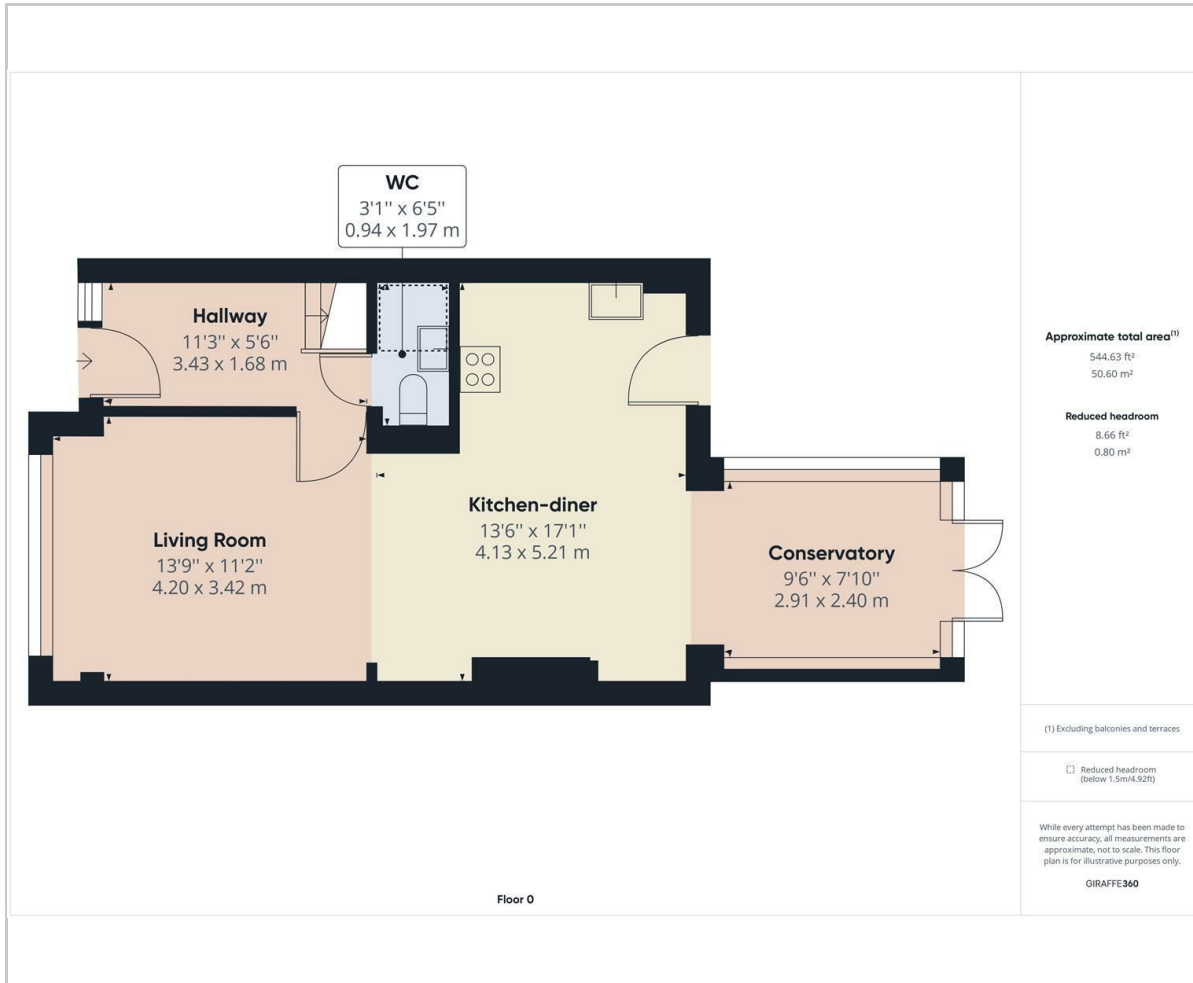 WC
3'1'' x 6'5''
0.94 x 1.97 m
Hallway
11'3'' x 5'6''
3.43 x 1.68 m
Kitchen-diner
13'6'' x 17'1''
4.13 x 5.21 m
Living Room
13'9'' x 11'2''
4.20 x 3.42 m
Conservatory
9'6'' x 7'10''
2.91 x 2.40 m
Floor 0
Approximate total area(1)
544.63 ft²
50.60 m²
Reduced headroom
8.66 ft²
0.80 m²
(1) Excluding balconies and terraces
Reduced headroom
(below 1.5m/4.92ft)
While every attempt has been made to
ensure accuracy, all measurements are
approximate, not to scale. This floor
plan is for illustrative purposes only.
GIRAFFE360